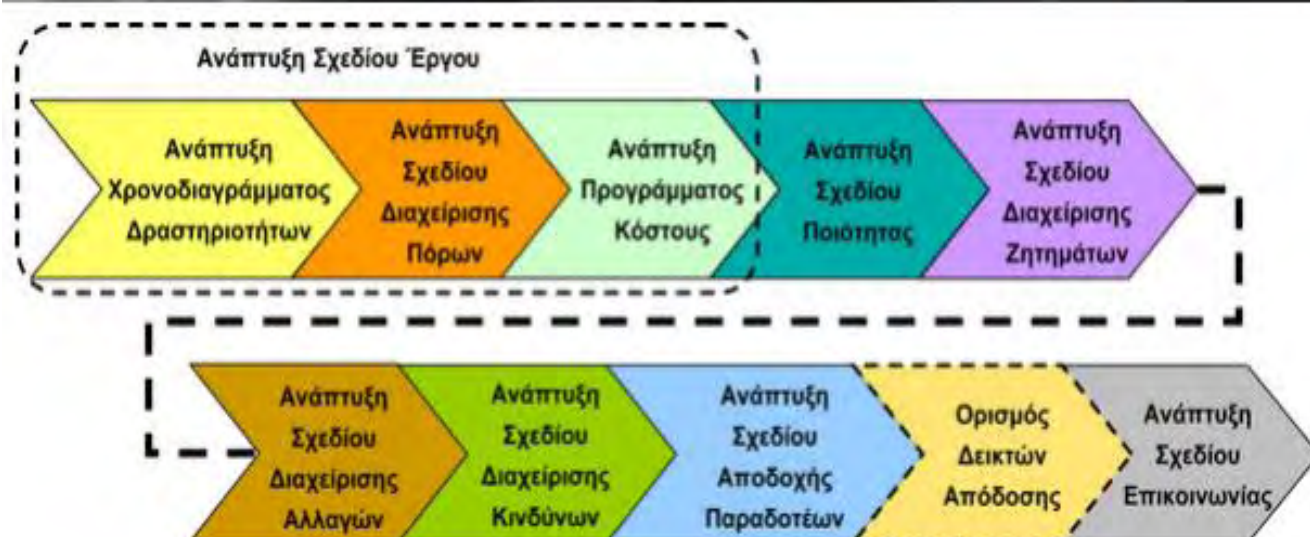 Ανάπτυξη Σχεδίου Έργου
Ανάπτυξη
Χρονοδιαγράμματος
Δραστηριοτήτων
Ανάπτυξη
Σχεδίου
Διαχείρισης
Πόρων
Ανάπτυξη
Προγράμματος
Κόστους
Ανάπτυξη
Σχεδίου
Ποιότητας
Ανάπτυξη
Σχεδίου
Διαχείρισης
Ζητημάτων
Ανάπτυξη
Σχεδίου
Διαχείρισης
Αλλαγών
Ανάπτυξη
Σχεδίου
Διαχείρισης
Κινδύνων
Ανάπτυξη
Σχεδίου
Αποδοχής
Παραδοτέων
Ορισμός
Δεικτών
Απόδοσης
Ανάπτυξη
Σχεδίου
Επικοινωνίας